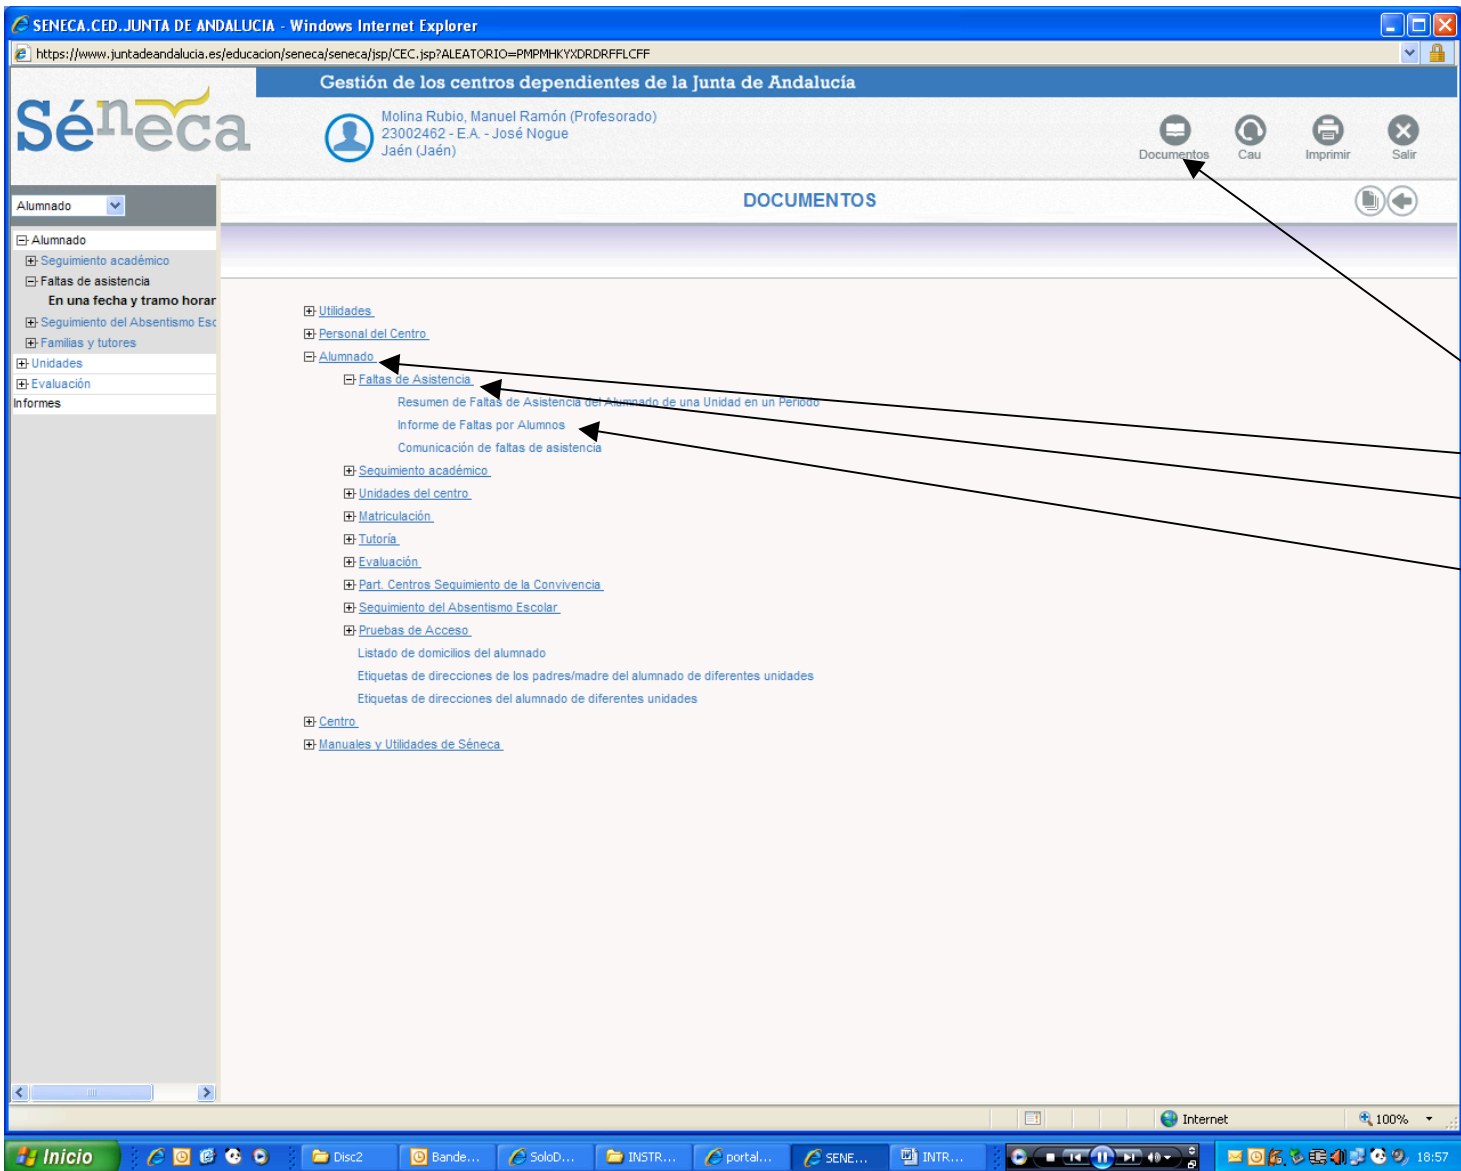 SENECA.CED.JUNTA DE ANDALUCIA - Windows Internet Explorer
https://www.juntadeandalucia.es/educacion/seneca/seneca/jsp/CEC.jsp?ALEATORIO=PMPMHKYXDRDRFFLCFF
Séneca
Gestión de los centros dependientes de la Junta de Andalucía
Molina Rubio, Manuel Ramón (Profesorado)
23002462 - E.A. - José Nogue
Jaén (Jaén)
Documentos Cau Imprimir Salir
Alumnado
DOCUMENTOS
Alumnado
Seguimiento académico
Faltas de asistencia
En una fecha y tramo horar
Seguimiento del Absentismo Esc
Familias y tutores
Unidades
Evaluación
Informes
Utilidades
Personal del Centro
Alumnado
Faltas de Asistencia
Resumen de Faltas de Asistencia del Alumnado de una Unidad en un Periodo
Informe de Faltas por Alumnos
Comunicación de faltas de asistencia
Seguimiento académico
Unidades del centro
Matriculación
Tutoría
Evaluación
Part. Centros Seguimiento de la Convivencia
Seguimiento del Absentismo Escolar
Pruebas de Acceso
Listado de domicilios del alumnado
Etiquetas de direcciones de los padres/madre del alumnado de diferentes unidades
Etiquetas de direcciones del alumnado de diferentes unidades
Centro
Manuales y Utilidades de Séneca
Internet 100%
Inicio Disc2 Bande... SoloD... INSTR... portal... SENE... INTR... 18:57